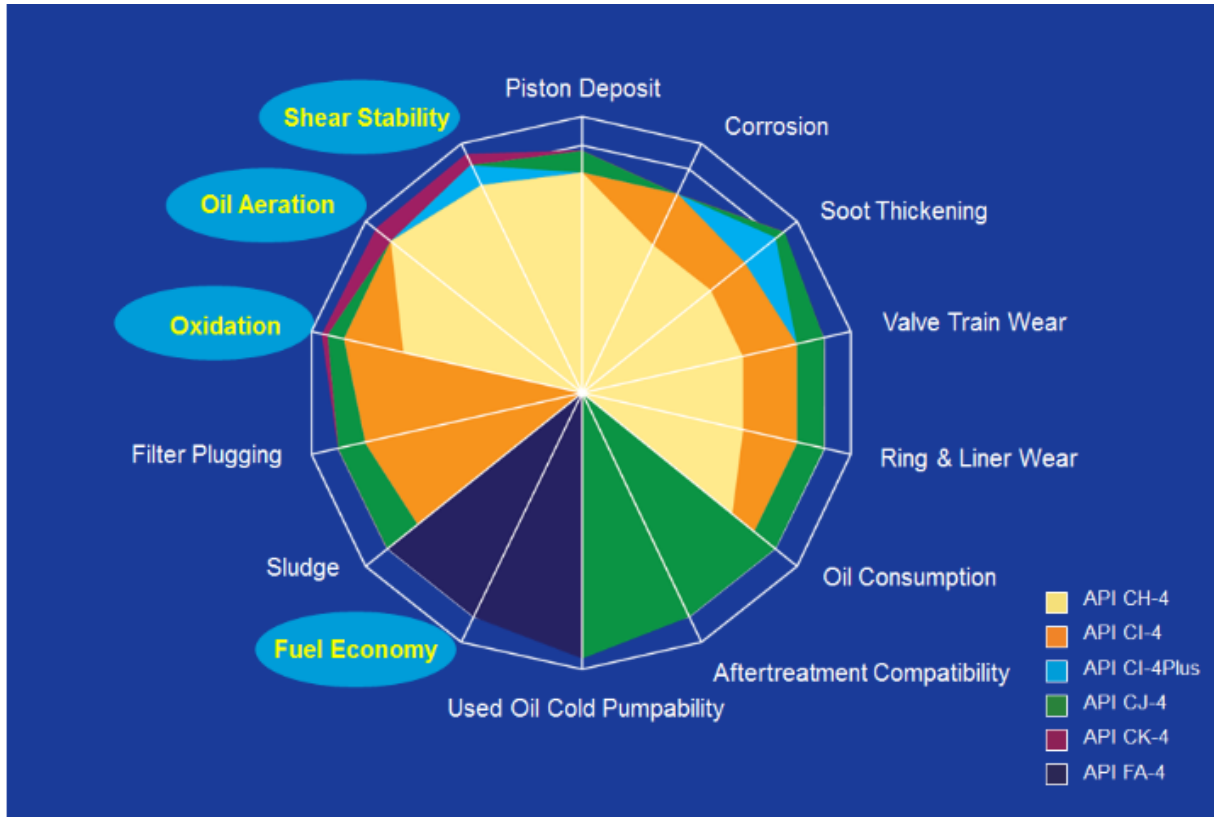 Piston Deposit
Shear Stability
Corrosion
Oil Aeration
Soot Thickening
Oxidation
Valve Train Wear
Filter Plugging
Ring & Liner Wear
Sludge
Oil Consumption
Fuel Economy
Aftertreatment Compatibility
Used Oil Cold Pumpability
API CH-4
API CI-4
API CI-4Plus
API CJ-4
API CK-4
API FA-4